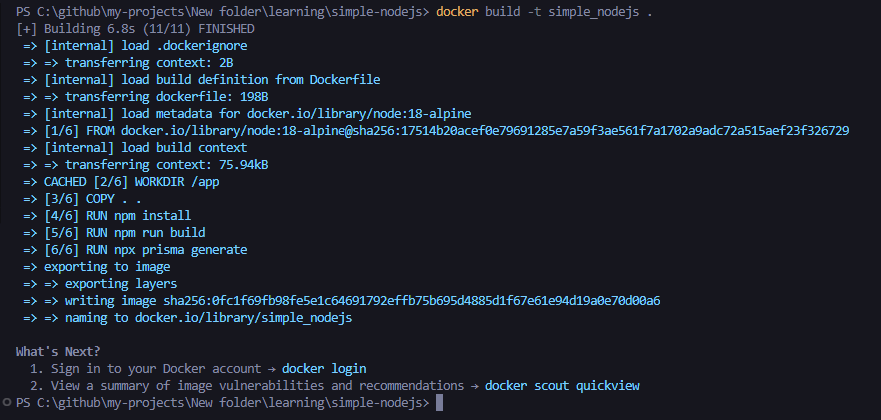 PS C:\github\my-projects\New folder\learning\simple-nodejs> docker build -t simple_nodejs .
[+] Building 6.8s (11/11) FINISHED
=> [internal] load .dockerignore
=> => transferring context: 2B
=> [internal] load build definition from Dockerfile
=> => transferring dockerfile: 198B
=> [internal] load metadata for docker.io/library/node:18-alpine
=> [1/6] FROM docker.io/library/node:18-alpine@sha256:17514b20acef0e79691285e7a59f3ae561f7a1702a9adc72a515aef23f326729
=> [internal] load build context
=> => transferring context: 75.94kB
=> CACHED [2/6] WORKDIR /app
=> [3/6] COPY . .
=> [4/6] RUN npm install
=> [5/6] RUN npm run build
=> [6/6] RUN npx prisma generate
=> exporting to image
=> => exporting layers
=> => writing image sha256:0fc1f69fb98fe5e1c64691792effb75b695d4885d1f67e61e94d19a0e70d00a6
=> => naming to docker.io/library/simple_nodejs
What's Next?
1. Sign in to your Docker account → docker login
2. View a summary of image vulnerabilities and recommendations → docker scout quickview
PS C:\github\my-projects\New folder\learning\simple-nodejs>